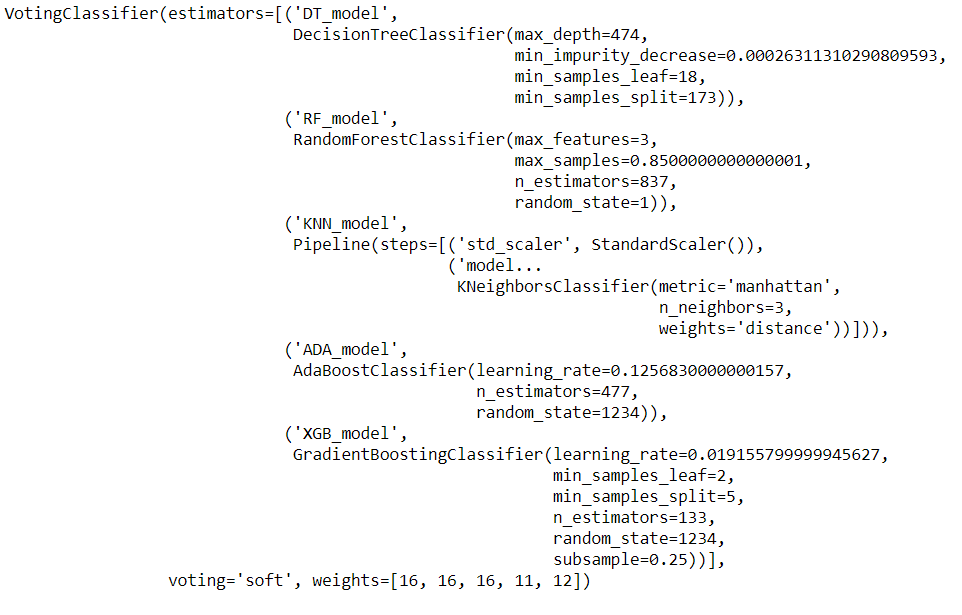 VotingClassifier(estimators=[('DT_model',
DecisionTreeClassifier(max_depth=474,
min_impurity_decrease=0.00026311310290809593,
min_samples_leaf=18,
min_samples_split=173)),
('RF_model',
RandomForestClassifier(max_features=3,
max_samples=0.8500000000000001,
n_estimators=837,
random_state=1)),
('KNN_model',
Pipeline(steps=[('std_scaler', StandardScaler()),
('model...
KNeighborsClassifier(metric='manhattan',
n_neighbors=3,
weights='distance'))])),
('ADA_model',
AdaBoostClassifier(learning_rate=0.1256830000000157,
n_estimators=477,
random_state=1234)),
('XGB_model',
GradientBoostingClassifier(learning_rate=0.019155799999945627,
min_samples_leaf=2,
min_samples_split=5,
n_estimators=133,
random_state=1234,
subsample=0.25))],
voting='soft', weights=[16, 16, 16, 11, 12])